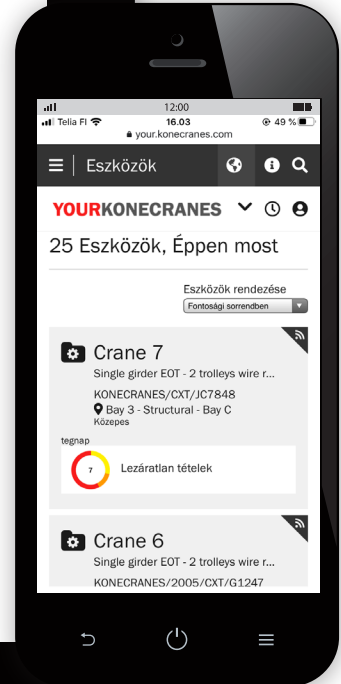 12:00
Telia FI 16.03 49 %
your.konecranes.com
Eszközök
YOURKONECRANES
25 Eszközök, Éppen most
Eszközök rendezése
Fontosági sorrendben
Crane 7
Single girder EOT - 2 trolleys wire r...
KONECRANES/CXT/JC7848
Bay 3 - Structural - Bay C
Közepes
tegnap
7 Lezáratlan tételek
Crane 6
Single girder EOT - 2 trolleys wire r...
KONECRANES/2005/CXT/G1247